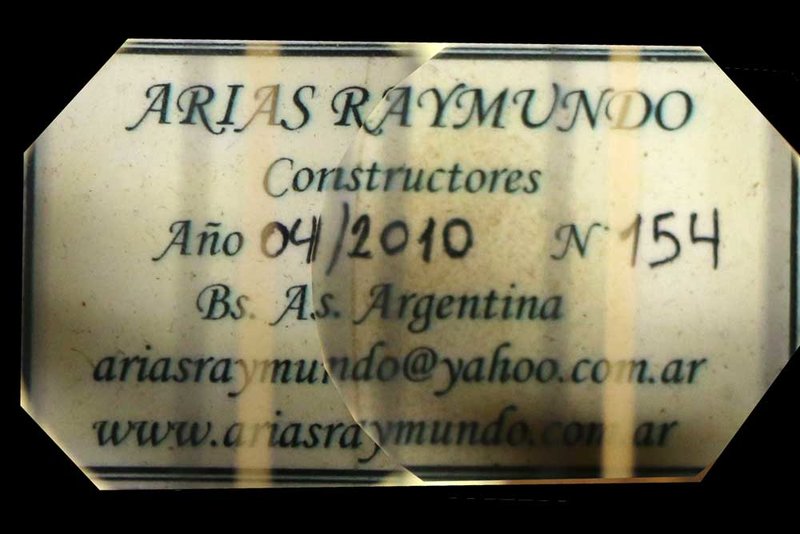 ARIAS RAYMUNDO
Constructores
Año 04/2010 N° 154
Bs. As. Argentina
ariasraymundo@yahoo.com.ar
www.ariasraymundo.com.ar